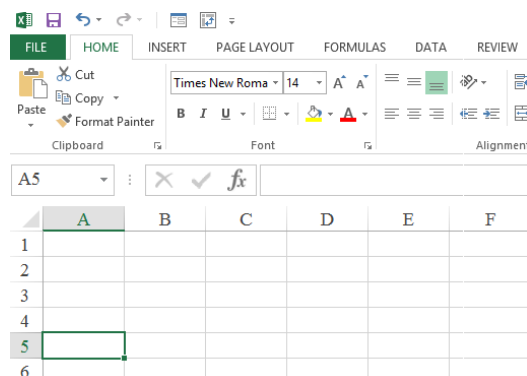 FILE HOME INSERT PAGE LAYOUT FORMULAS DATA REVIEW
Cut
Copy
Format Painter
Paste
Clipboard
Times New Roma 14 A A
B I U A
Font
Alignmen
A5 fx
A B C D E F
1
2
3
4
5
6